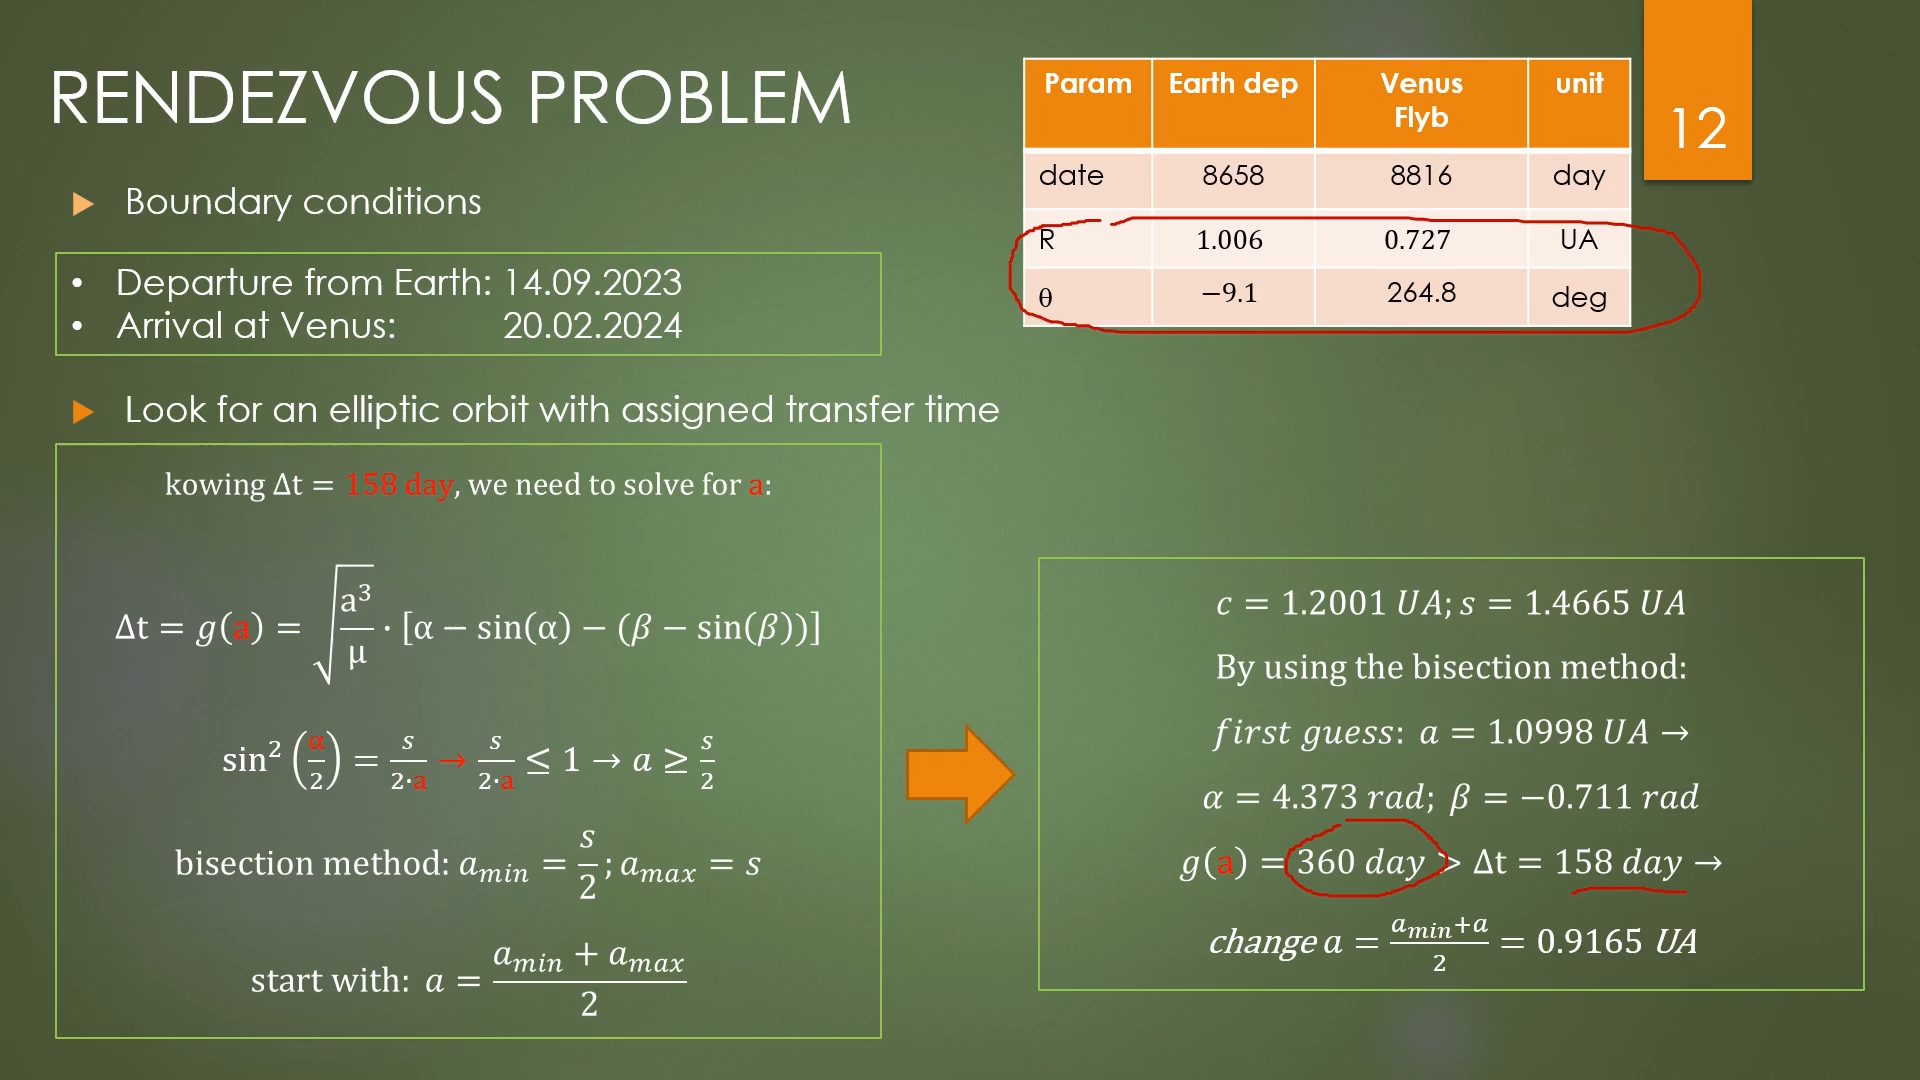 RENDEZVOUS PROBLEM
12
Param Earth dep Venus Flyb unit
date 8658 8816 day
R 1.006 0.727 UA
θ −9.1 264.8 deg
Boundary conditions
• Departure from Earth: 14.09.2023
• Arrival at Venus: 20.02.2024
Look for an elliptic orbit with assigned transfer time
kowing Δt = 158 day, we need to solve for a:
Δt = g(a) = √(a³/μ) · [α − sin(α) − (β − sin(β))]
sin²(α/2) = s/(2·a) → s/(2·a) ≤ 1 → a ≥ s/2
bisection method: a_min = s/2 ; a_max = s
start with: a = (a_min + a_max)/2
c = 1.2001 UA; s = 1.4665 UA
By using the bisection method:
first guess: a = 1.0998 UA →
α = 4.373 rad; β = −0.711 rad
g(a) = 360 day > Δt = 158 day →
change a = (a_min+a)/2 = 0.9165 UA